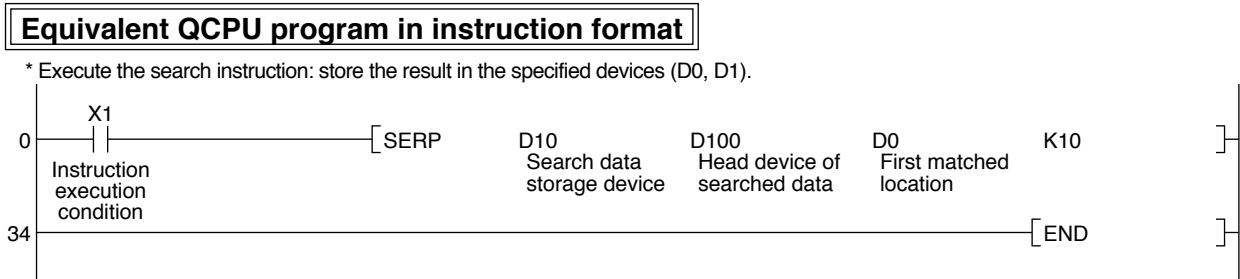 Equivalent QCPU program in instruction format
* Execute the search instruction: store the result in the specified devices (D0, D1).
X1
0 SERP D10 D100 D0 K10
Instruction execution condition
Search data storage device
Head device of searched data
First matched location
34 END